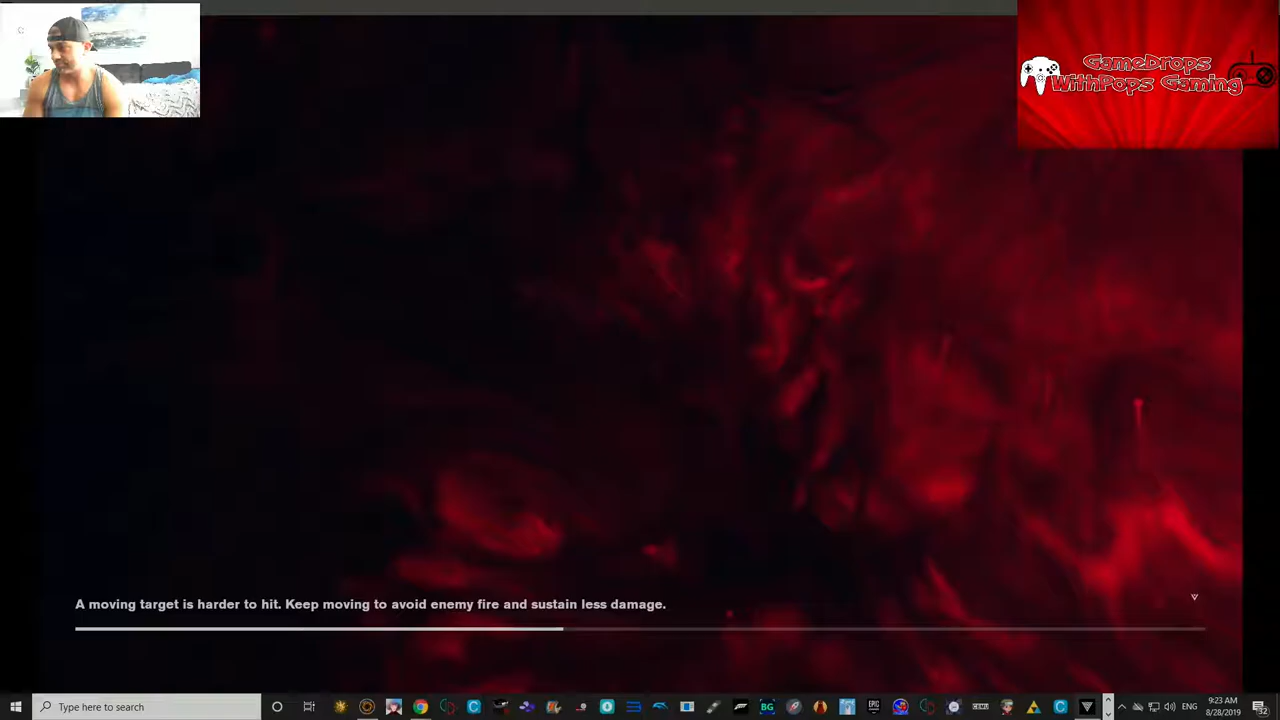 GameDrops
WithPops Gaming
A moving target is harder to hit. Keep moving to avoid enemy fire and sustain less damage.
Type here to search
ENG
9:23 AM
8/28/2019
32